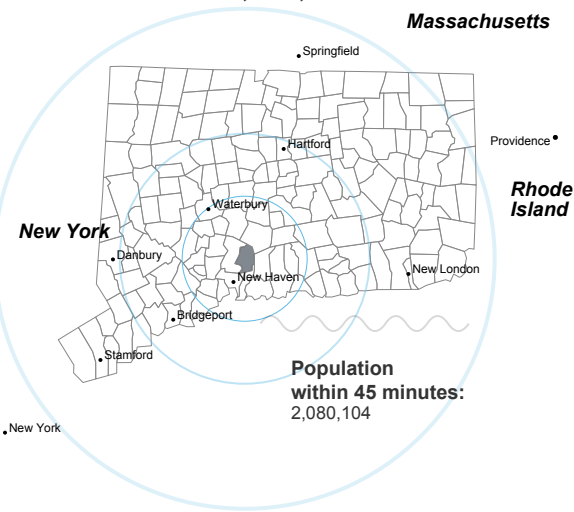 Massachusetts
Springfield
Providence
Hartford
Rhode
Island
Waterbury
New York
Danbury
New London
New Haven
Bridgeport
Stamford
Population
within 45 minutes:
2,080,104
New York